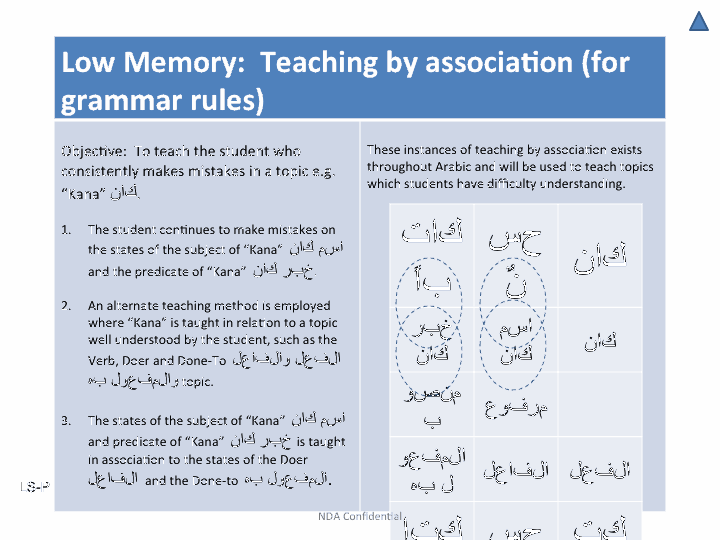 Low Memory: Teaching by association (for
grammar rules)
Objective: To teach the student who
consistently makes mistakes in a topic e.g.
“Kana” كان.
1. The student continues to make mistakes on
the states of the subject of “Kana” اسم كان
and the predicate of “Kana” خبر كان
2. An alternate teaching method is employed
where “Kana” is taught in relation to a topic
well understood by the student, such as the
Verb, Doer and Done-To الفعل والفاعل
والمفعول به topic.
3. The states of the subject of “Kana” اسم كان
and predicate of “Kana” خبر كان is taught
in association to the states of the Doer
الفاعل and the Done-to المفعول به.
These instances of teaching by association exists
throughout Arabic and will be used to teach topics
which students have difficulty understanding.
كان حس كات
نٌ باً
كان اسم خبر
كان كان
مرفوع منصو
ب
الفعل الفاعل المفعو
ل به
كتب حس كتا
LS-P
NDA Confidential